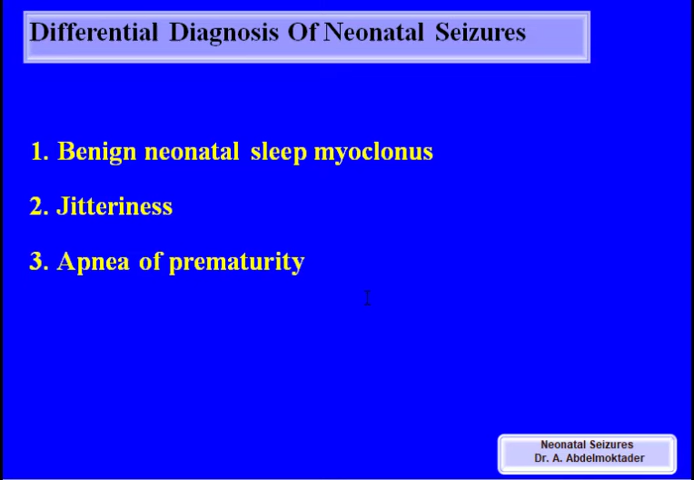 Differential Diagnosis Of Neonatal Seizures
1. Benign neonatal sleep myoclonus
2. Jitteriness
3. Apnea of prematurity
Neonatal Seizures
Dr. A. Abdelmoktader